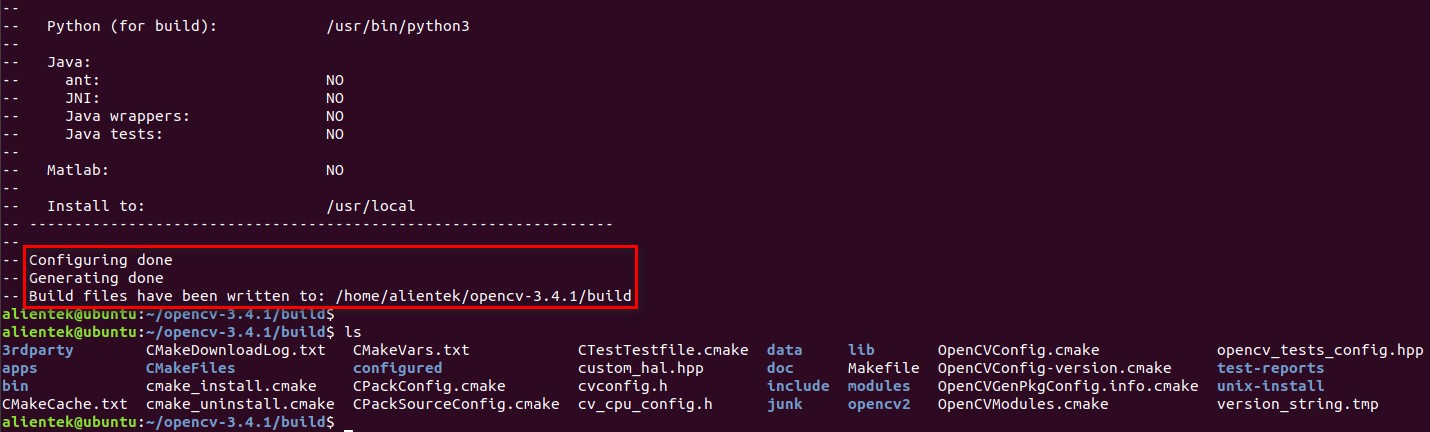 --
--   Python (for build):            /usr/bin/python3
--
--   Java:
--     ant:                         NO
--     JNI:                         NO
--     Java wrappers:               NO
--     Java tests:                  NO
--
--   Matlab:                        NO
--
--   Install to:                    /usr/local
-- -----------------------------------------------------------------
--
-- Configuring done
-- Generating done
-- Build files have been written to: /home/alientek/opencv-3.4.1/build
alientek@ubuntu:~/opencv-3.4.1/build$
alientek@ubuntu:~/opencv-3.4.1/build$ ls
3rdparty        CMakeDownloadLog.txt   CMakeVars.txt            CTestTestfile.cmake  data     lib       OpenCVConfig.cmake             opencv_tests_config.hpp
apps            CMakeFiles             configured               custom_hal.hpp       doc      Makefile  OpenCVConfig-version.cmake     test-reports
bin             cmake_install.cmake    CPackConfig.cmake        cvconfig.h           include  modules   OpenCVGenPkgConfig.info.cmake  unix-install
CMakeCache.txt  cmake_uninstall.cmake  CPackSourceConfig.cmake  cv_cpu_config.h      junk     opencv2   OpenCVModules.cmake            version_string.tmp
alientek@ubuntu:~/opencv-3.4.1/build$